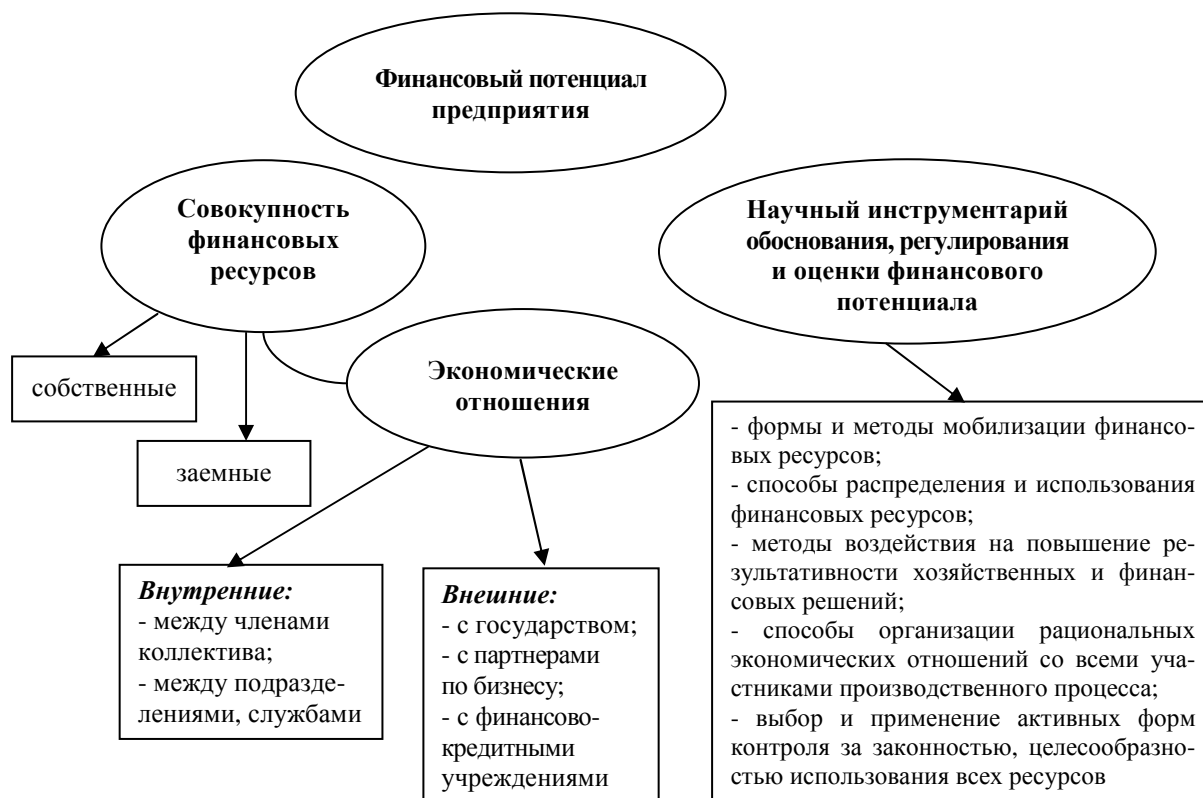 Финансовый потенциал
предприятия
Совокупность
финансовых
ресурсов
Научный инструментарий
обоснования, регулирования
и оценки финансового
потенциала
собственные
заемные
Экономические
отношения
Внутренние:
- между членами
коллектива;
- между подразде-
лениями, службами
Внешние:
- с государством;
- с партнерами
по бизнесу;
- с финансово-
кредитными
учреждениями
- формы и методы мобилизации финансо-
вых ресурсов;
- способы распределения и использования
финансовых ресурсов;
- методы воздействия на повышение ре-
зультативности хозяйственных и финан-
совых решений;
- способы организации рациональных
экономических отношений со всеми уча-
стниками производственного процесса;
- выбор и применение активных форм
контроля за законностью, целесообразно-
стью использования всех ресурсов